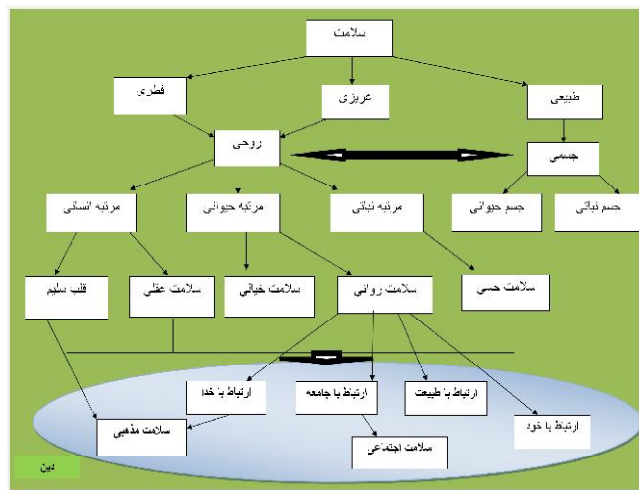 سلامت
طبیعی
غریزی
فطری
روحی
جسمی
جسم نباتی
جسم حیوانی
مرتبه نباتی
مرتبه حیوانی
مرتبه انسانی
سلامت حسی
سلامت روانی
سلامت خیالی
سلامت عقلی
قلب سلیم
ارتباط با طبیعت
ارتباط با جامعه
ارتباط با خدا
ارتباط با خود
سلامت مذهبی
سلامت اجتماعی
دین